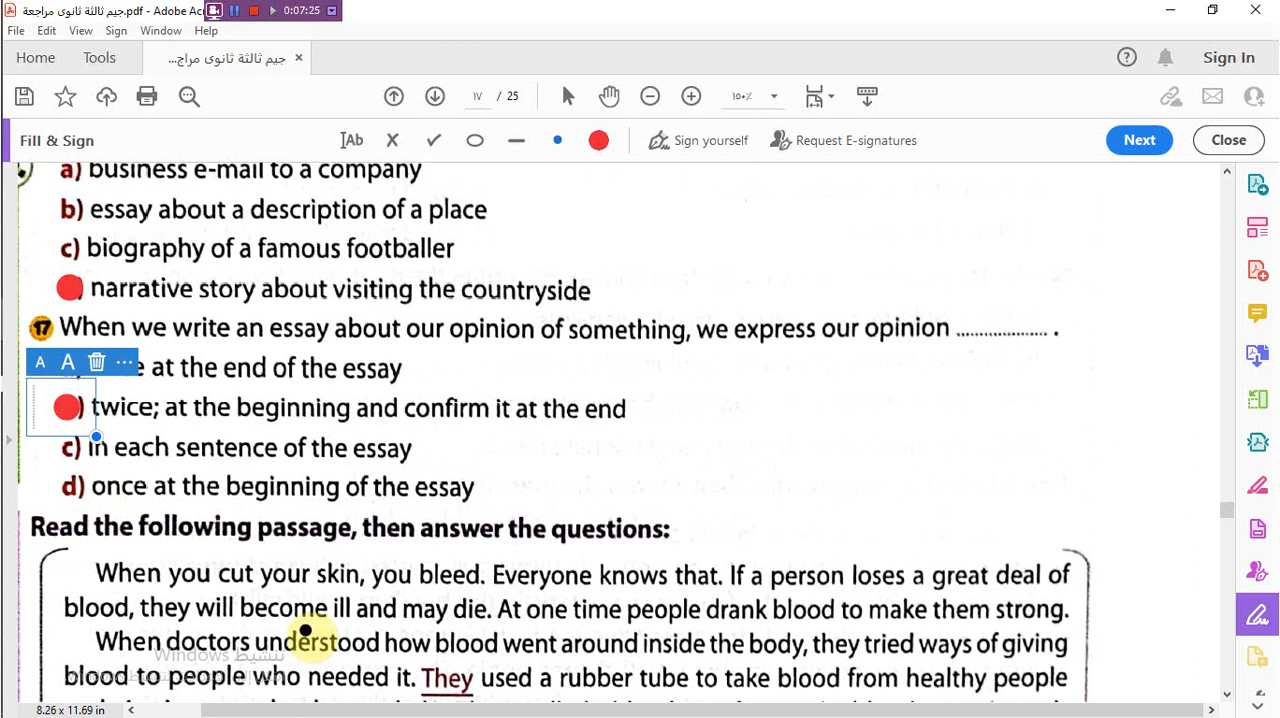 جيم ثالثة ثانوى مراجعة.pdf - Adobe Ac
0:07:25
File Edit View Sign Window Help
Home Tools جيم ثالثة ثانوى مراج... × Sign In
١٧ / 25 ١٥٠٪
Fill & Sign Ab Sign yourself Request E-signatures Next Close
a) business e-mail to a company
b) essay about a description of a place
c) biography of a famous footballer
) narrative story about visiting the countryside
17 When we write an essay about our opinion of something, we express our opinion .................... .
A A ...
at the end of the essay
) twice; at the beginning and confirm it at the end
c) in each sentence of the essay
d) once at the beginning of the essay
Read the following passage, then answer the questions:
When you cut your skin, you bleed. Everyone knows that. If a person loses a great deal of
blood, they will become ill and may die. At one time people drank blood to make them strong.
When doctors understood how blood went around inside the body, they tried ways of giving
تنشيط Windows
blood to people who needed it. They used a rubber tube to take blood from healthy people
8.26 x 11.69 in